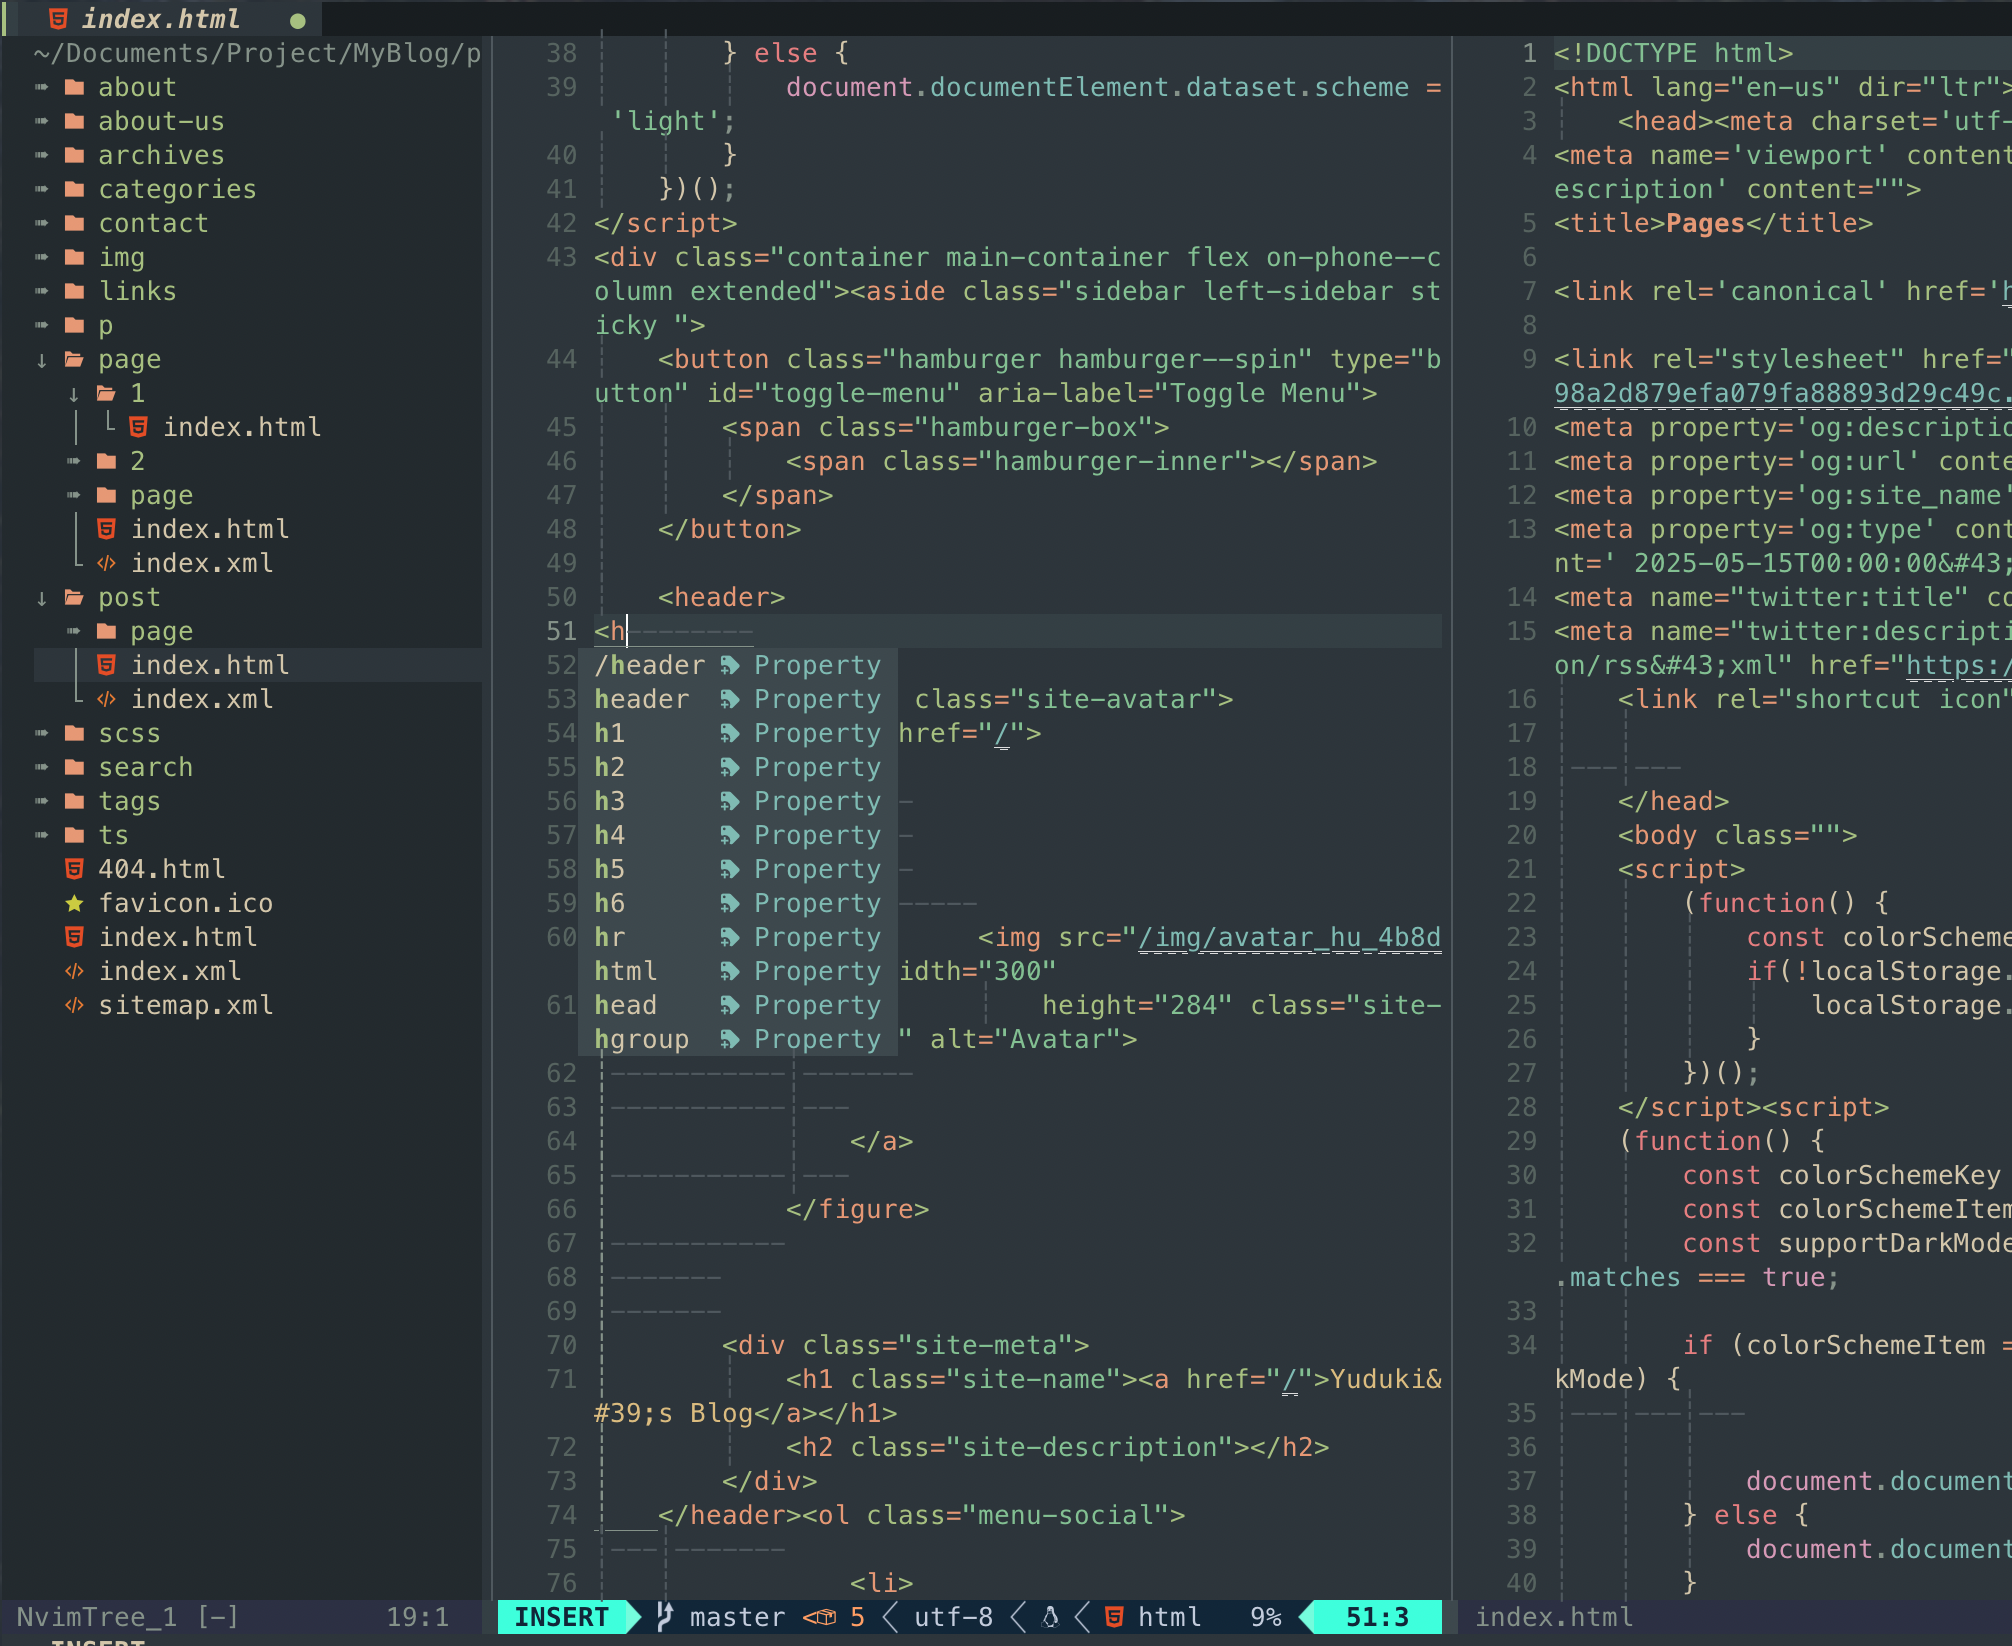 index.html
~/Documents/Project/MyBlog/p
about
about-us
archives
categories
contact
img
links
p
page
1
index.html
2
page
index.html
index.xml
post
page
index.html
index.xml
scss
search
tags
ts
404.html
favicon.ico
index.html
index.xml
sitemap.xml
NvimTree_1 [-] 19:1
38 } else {
39 document.documentElement.dataset.scheme =
'light';
40 }
41 })();
42 </script>
43 <div class="container main-container flex on-phone--c
olumn extended"><aside class="sidebar left-sidebar st
icky ">
44 <button class="hamburger hamburger--spin" type="b
utton" id="toggle-menu" aria-label="Toggle Menu">
45 <span class="hamburger-box">
46 <span class="hamburger-inner"></span>
47 </span>
48 </button>
49
50 <header>
51 <h
52 /header Property
53 header Property class="site-avatar">
54 h1 Property href="/">
55 h2 Property
56 h3 Property
57 h4 Property
58 h5 Property
59 h6 Property
60 hr Property <img src="/img/avatar_hu_4b8d
html Property idth="300"
61 head Property height="284" class="site-
hgroup Property " alt="Avatar">
62
63
64 </a>
65
66 </figure>
67
68
69
70 <div class="site-meta">
71 <h1 class="site-name"><a href="/">Yuduki&
#39;s Blog</a></h1>
72 <h2 class="site-description"></h2>
73 </div>
74 </header><ol class="menu-social">
75
76 <li>
INSERT master 5 utf-8 html 9% 51:3
1 <!DOCTYPE html>
2 <html lang="en-us" dir="ltr">
3 <head><meta charset='utf-
4 <meta name='viewport' content
escription' content="">
5 <title>Pages</title>
6
7 <link rel='canonical' href='h
8
9 <link rel="stylesheet" href="
98a2d879efa079fa88893d29c49c.
10 <meta property='og:descriptio
11 <meta property='og:url' conte
12 <meta property='og:site_name'
13 <meta property='og:type' cont
nt=' 2025-05-15T00:00:00&#43;
14 <meta name="twitter:title" co
15 <meta name="twitter:descripti
on/rss&#43;xml" href="https:/
16 <link rel="shortcut icon"
17
18
19 </head>
20 <body class="">
21 <script>
22 (function() {
23 const colorScheme
24 if(!localStorage.
25 localStorage.
26 }
27 })();
28 </script><script>
29 (function() {
30 const colorSchemeKey
31 const colorSchemeItem
32 const supportDarkMode
.matches === true;
33
34 if (colorSchemeItem =
kMode) {
35
36
37 document.document
38 } else {
39 document.document
40 }
index.html